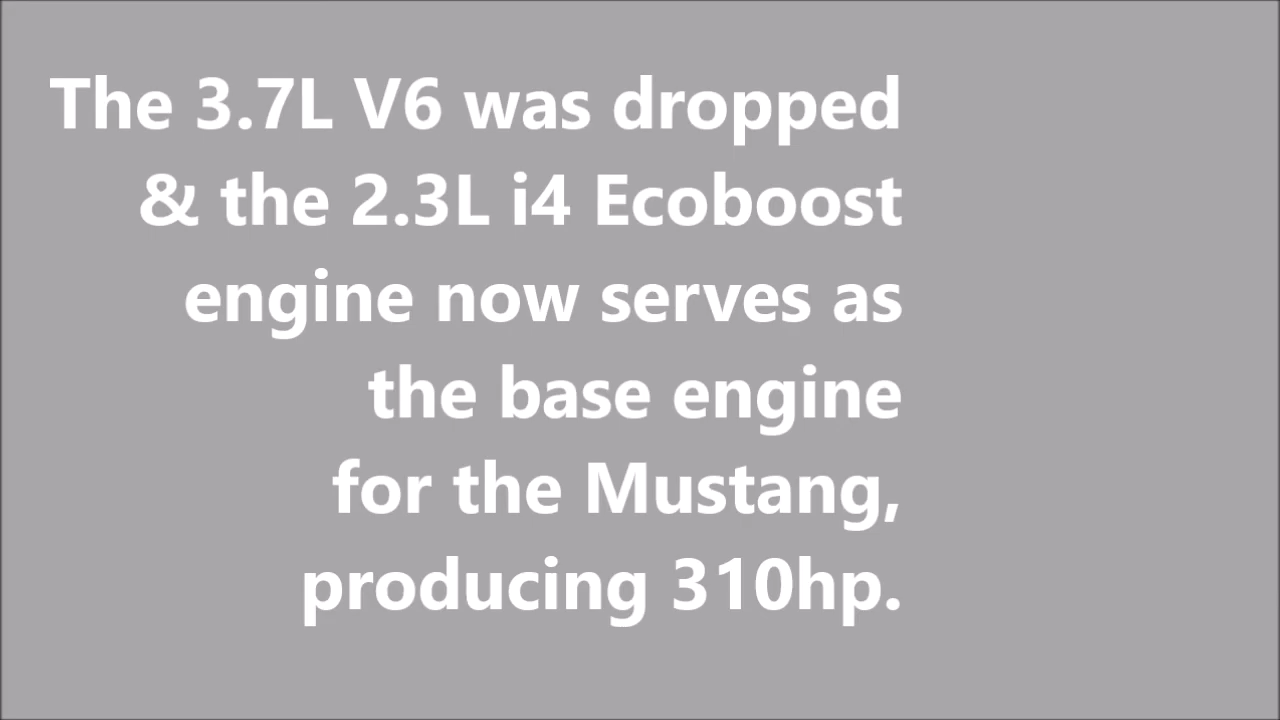 The 3.7L V6 was dropped
& the 2.3L i4 Ecoboost
engine now serves as
the base engine
for the Mustang,
producing 310hp.